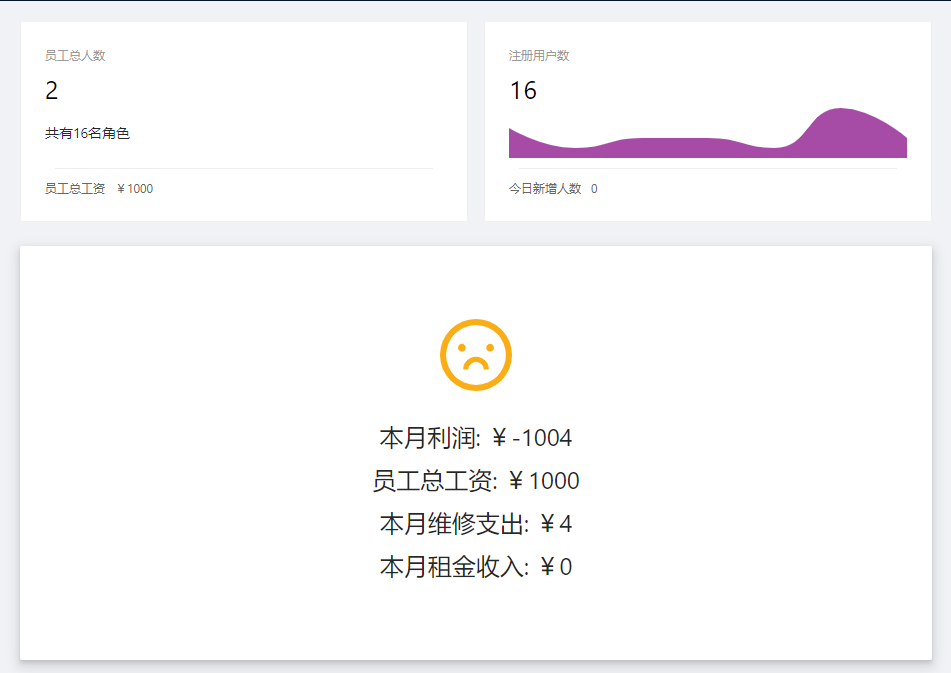 员工总人数
2
共有16名角色
员工总工资 ¥1000
注册用户数
16
今日新增人数 0
本月利润: ¥-1004
员工总工资: ¥1000
本月维修支出: ¥4
本月租金收入: ¥0